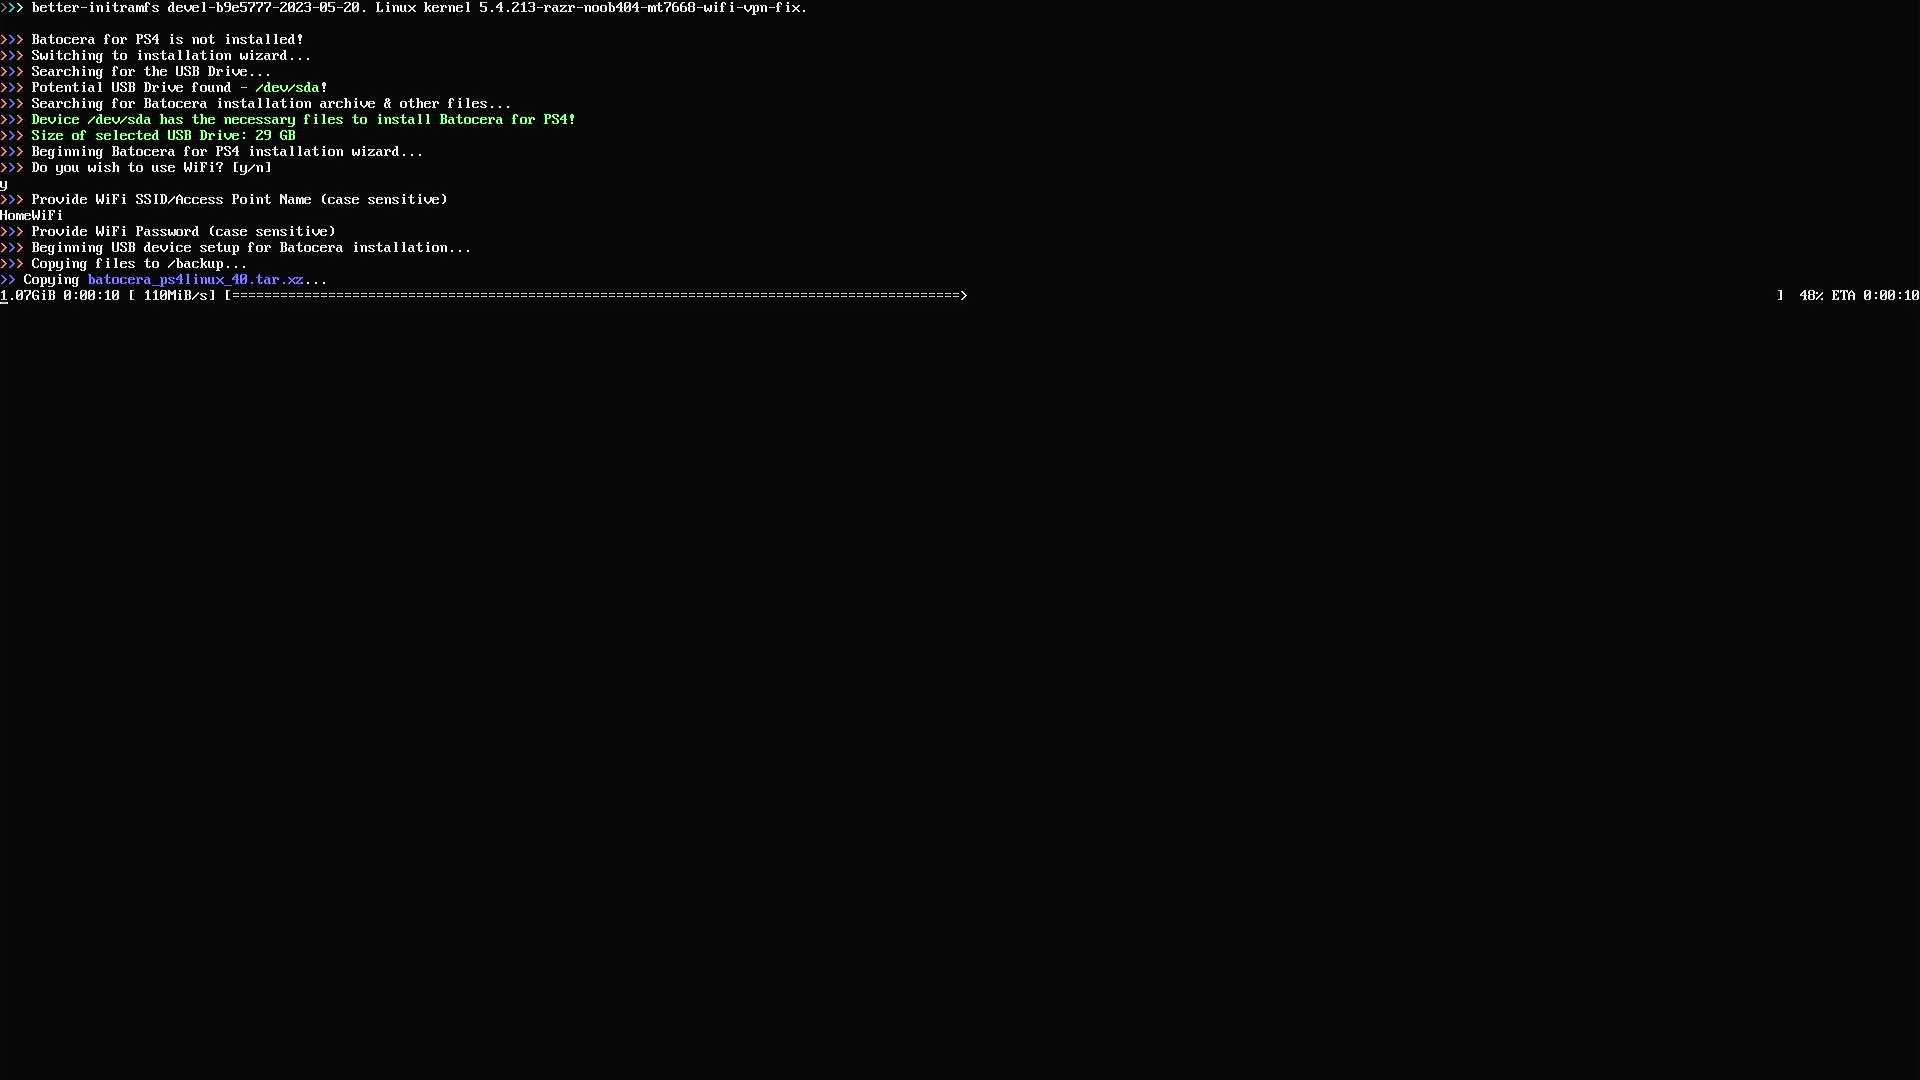 >>> better-initramfs devel-b9e5777-2023-05-20. Linux kernel 5.4.213-razr-noob404-mt7668-wifi-vpn-fix.
>>> Batocera for PS4 is not installed!
>>> Switching to installation wizard...
>>> Searching for the USB Drive...
>>> Potential USB Drive found - /dev/sda!
>>> Searching for Batocera installation archive & other files...
>>> Device /dev/sda has the necessary files to install Batocera for PS4!
>>> Size of selected USB Drive: 29 GB
>>> Beginning Batocera for PS4 installation wizard...
>>> Do you wish to use WiFi? [y/n]
y
>>> Provide WiFi SSID/Access Point Name (case sensitive)
HomeWiFi
>>> Provide WiFi Password (case sensitive)
>>> Beginning USB device setup for Batocera installation...
>>> Copying files to /backup...
>> Copying batocera_ps4linux_40.tar.xz...
1.07GiB 0:00:10 [ 110MiB/s] [===========================================================================================> ] 48% ETA 0:00:10